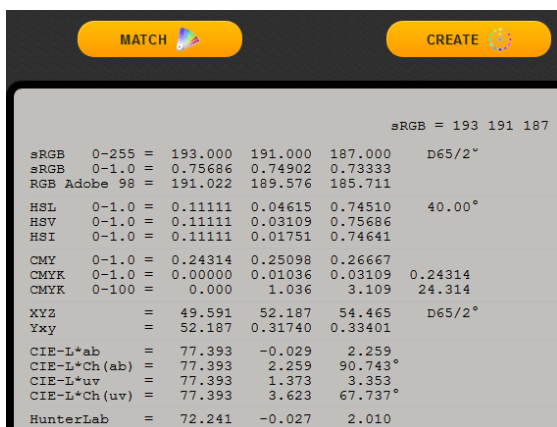 MATCH
CREATE
sRGB = 193 191 187
sRGB 0-255 = 193.000 191.000 187.000 D65/2°
sRGB 0-1.0 = 0.75686 0.74902 0.73333
RGB Adobe 98 = 191.022 189.576 185.711
HSL 0-1.0 = 0.11111 0.04615 0.74510 40.00°
HSV 0-1.0 = 0.11111 0.03109 0.75686
HSI 0-1.0 = 0.11111 0.01751 0.74641
CMY 0-1.0 = 0.24314 0.25098 0.26667
CMYK 0-1.0 = 0.00000 0.01036 0.03109 0.24314
CMYK 0-100 = 0.000 1.036 3.109 24.314
XYZ = 49.591 52.187 54.465 D65/2°
Yxy = 52.187 0.31740 0.33401
CIE-L*ab = 77.393 -0.029 2.259
CIE-L*Ch(ab) = 77.393 2.259 90.743°
CIE-L*uv = 77.393 1.373 3.353
CIE-L*Ch(uv) = 77.393 3.623 67.737°
HunterLab = 72.241 -0.027 2.010